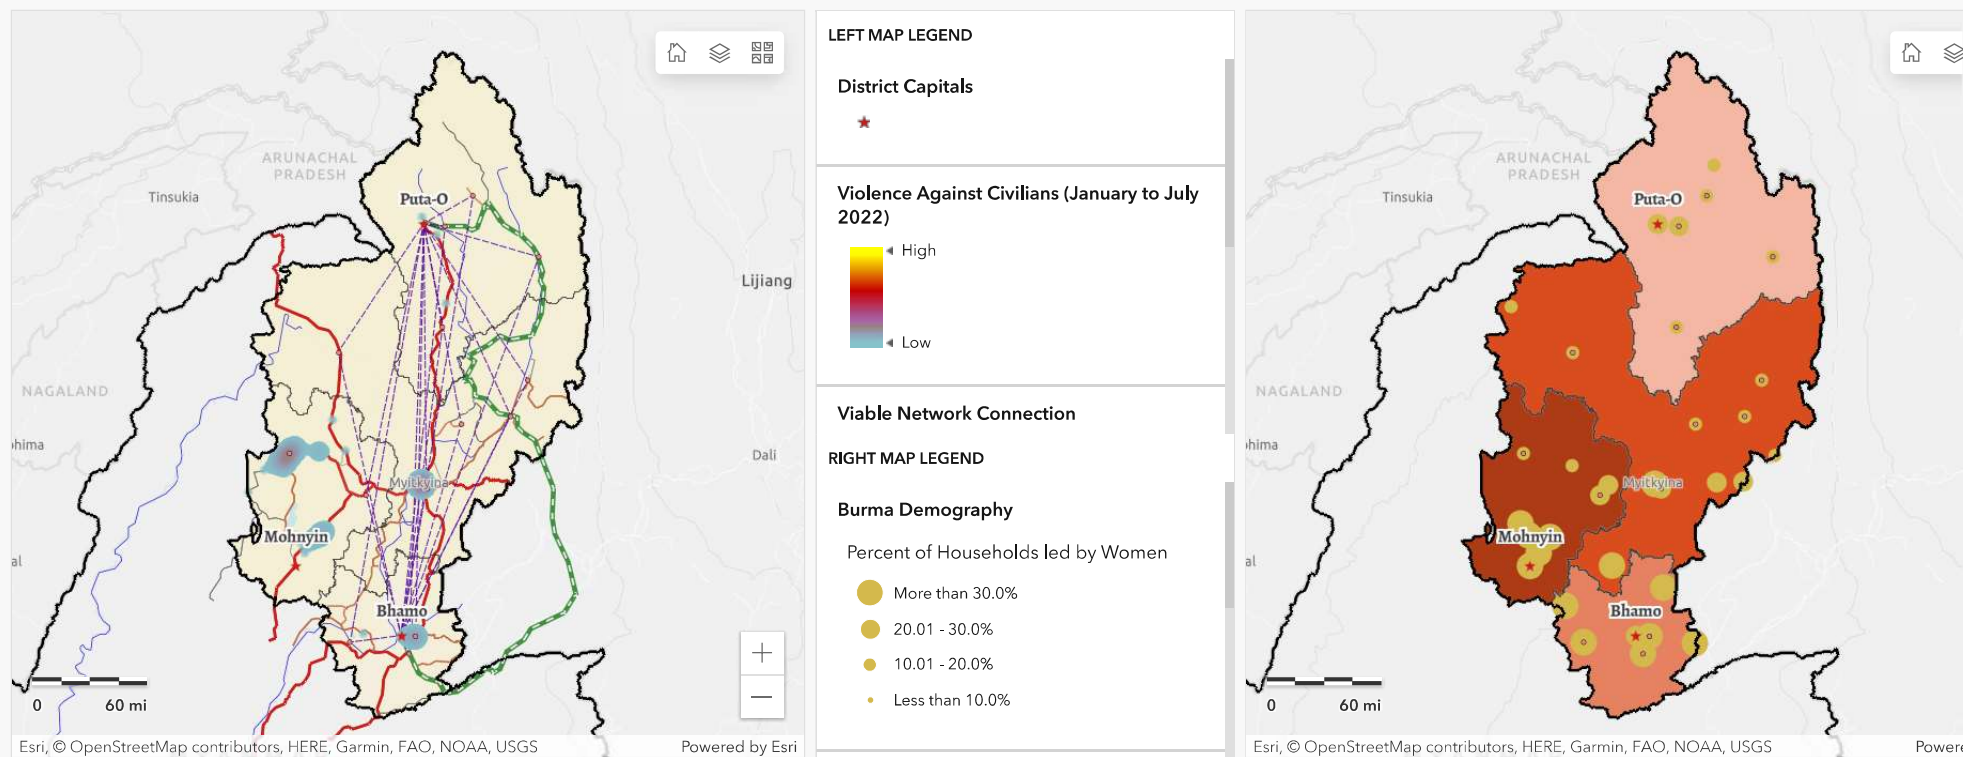 ARUNACHAL
PRADESH
Tinsukia
Puta-O
Lijiang
NAGALAND
ohima
Dali
Myitkyina
Mohnyin
al
Bhamo
0 60 mi
Esri, © OpenStreetMap contributors, HERE, Garmin, FAO, NOAA, USGS
Powered by Esri
LEFT MAP LEGEND
District Capitals
Violence Against Civilians (January to July
2022)
High
Low
Viable Network Connection
RIGHT MAP LEGEND
Burma Demography
Percent of Households led by Women
More than 30.0%
20.01 - 30.0%
10.01 - 20.0%
Less than 10.0%
ARUNACHAL
PRADESH
Tinsukia
Puta-O
NAGALAND
ohima
Myitkyina
Mohnyin
al
Bhamo
0 60 mi
Esri, © OpenStreetMap contributors, HERE, Garmin, FAO, NOAA, USGS
Powere